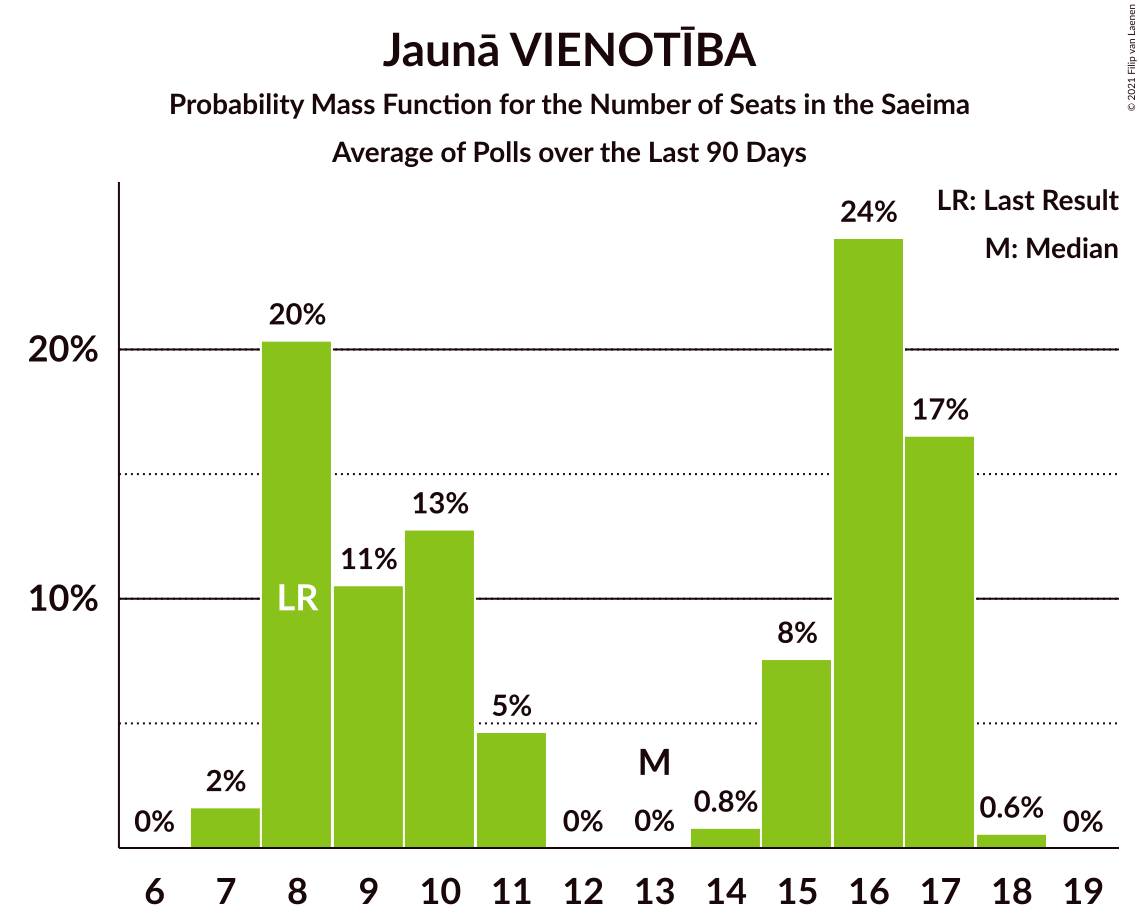 Jaunā VIENOTĪBA
Probability Mass Function for the Number of Seats in the Saeima
Average of Polls over the Last 90 Days
© 2021 Filip van Laenen
LR: Last Result
M: Median
20%
10%
0%
2%
20%
LR
11%
13%
5%
0%
M
0%
0.8%
8%
24%
17%
0.6%
0%
6 7 8 9 10 11 12 13 14 15 16 17 18 19